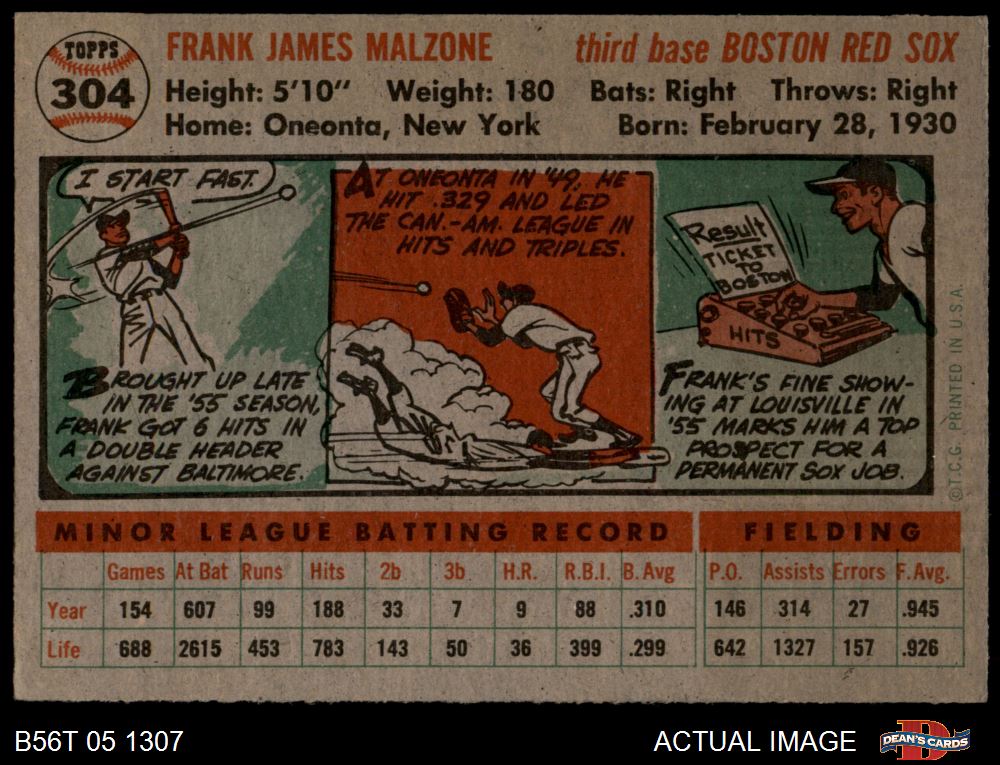 TOPPS
304
FRANK JAMES MALZONE third base BOSTON RED SOX
Height: 5'10" Weight: 180 Bats: Right Throws: Right
Home: Oneonta, New York Born: February 28, 1930
I START FAST.
BROUGHT UP LATE
IN THE '55 SEASON,
FRANK GOT 6 HITS IN
A DOUBLE HEADER
AGAINST BALTIMORE.
AT ONEONTA IN '49, HE
HIT .329 AND LED
THE CAN.-AM. LEAGUE IN
HITS AND TRIPLES.
Result
TICKET
TO
BOSTON
HITS
FRANK'S FINE SHOW-
ING AT LOUISVILLE IN
'55 MARKS HIM A TOP
PROSPECT FOR A
PERMANENT SOX JOB.
©T.C.G. PRINTED IN U.S.A.
MINOR LEAGUE BATTING RECORD FIELDING
Games At Bat Runs Hits 2b 3b H.R. R.B.I. B. Avg P.O. Assists Errors F. Avg.
Year 154 607 99 188 33 7 9 88 .310 146 314 27 .945
Life 688 2615 453 783 143 50 36 399 .299 642 1327 157 .926
B56T 05 1307
ACTUAL IMAGE
DEAN'S CARDS